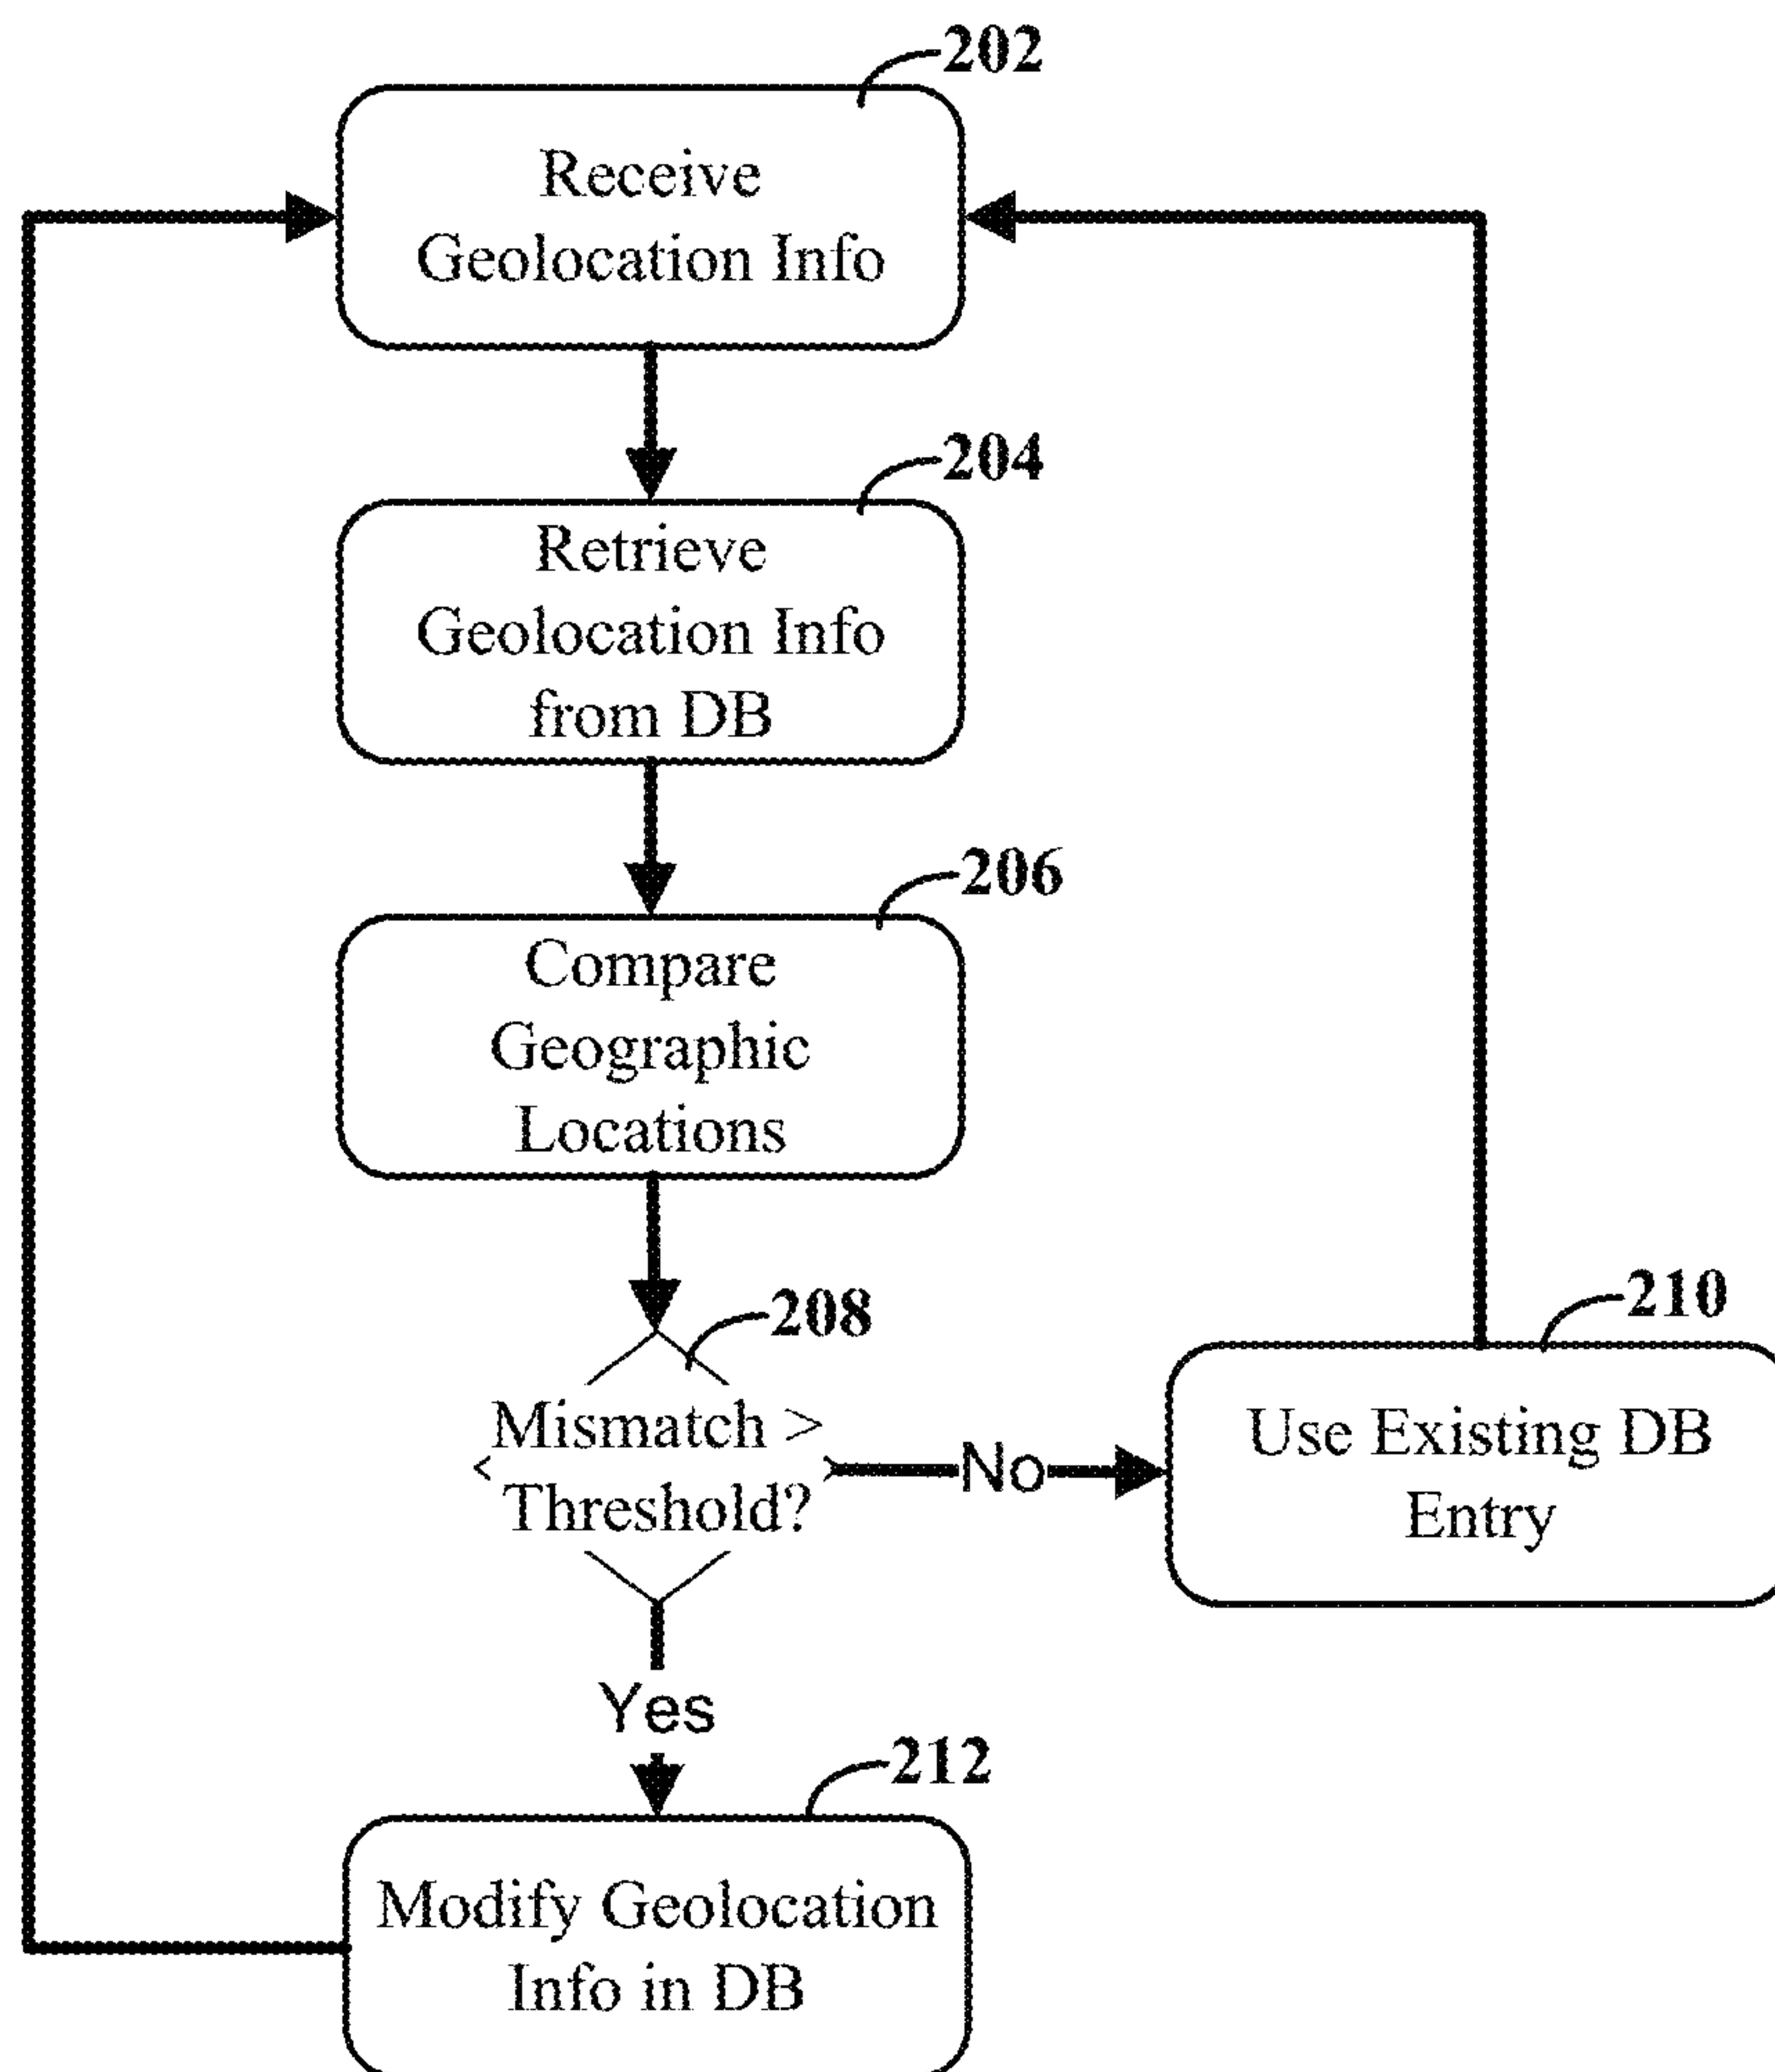 202
Receive
Geolocation Info
204
Retrieve
Geolocation Info
from DB
206
Compare
Geographic
Locations
208
Mismatch >
Threshold?
No
210
Use Existing DB
Entry
Yes
212
Modify Geolocation
Info in DB